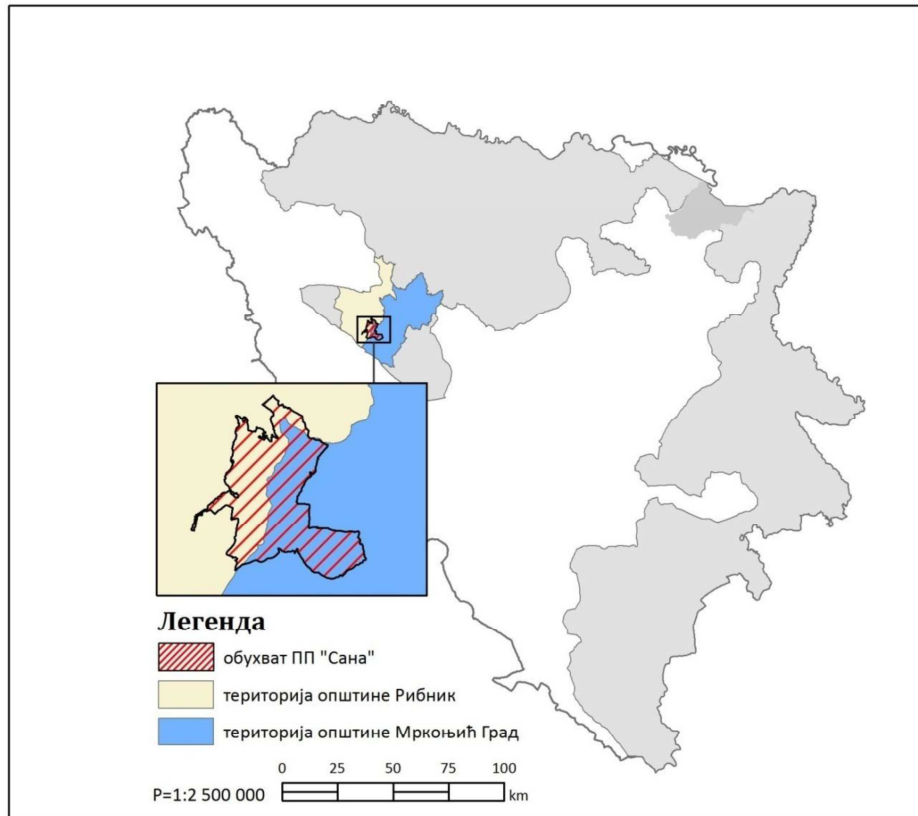 Легенда
обухват ПП "Сана"
територија општине Рибник
територија општине Мркоњић Град
0 25 50 75 100
P=1:2 500 000 km